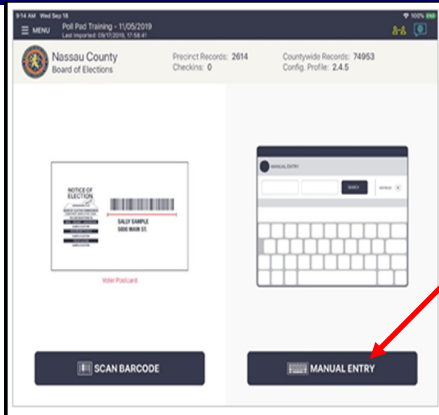 9:14 AM Wed Sep 18
100%
MENU
Poll Pad Training - 11/05/2019
Last Imported: 09/17/2019, 17:58:41
Nassau County
Board of Elections
Precinct Records: 2614
Checkins: 0
Countywide Records: 74953
Config. Profile: 2.4.5
NOTICE OF
ELECTION
SALLY SAMPLE
5000 MAIN ST.
Voter Postcard
MANUAL ENTRY
SEARCH
SCAN BARCODE
MANUAL ENTRY